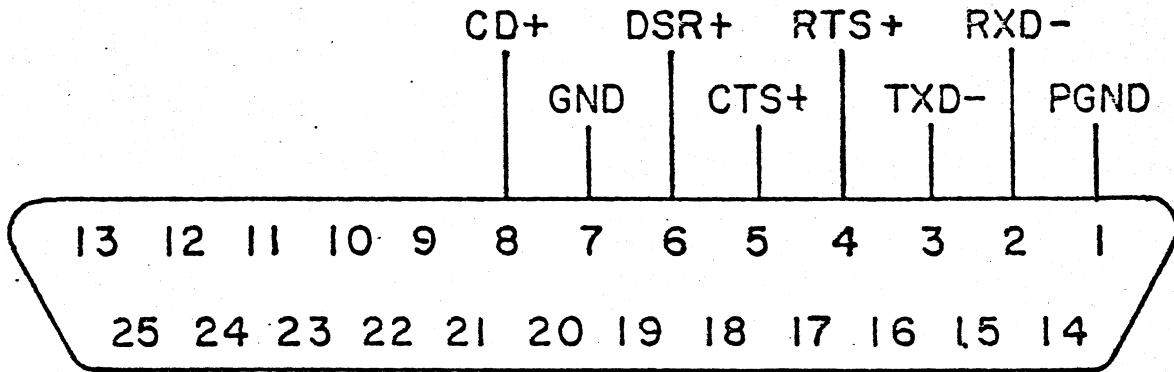 CD+ DSR+ RTS+ RXD-
GND CTS+ TXD- PGND
13 12 11 10 9 8 7 6 5 4 3 2 1
25 24 23 22 21 20 19 18 17 16 15 14